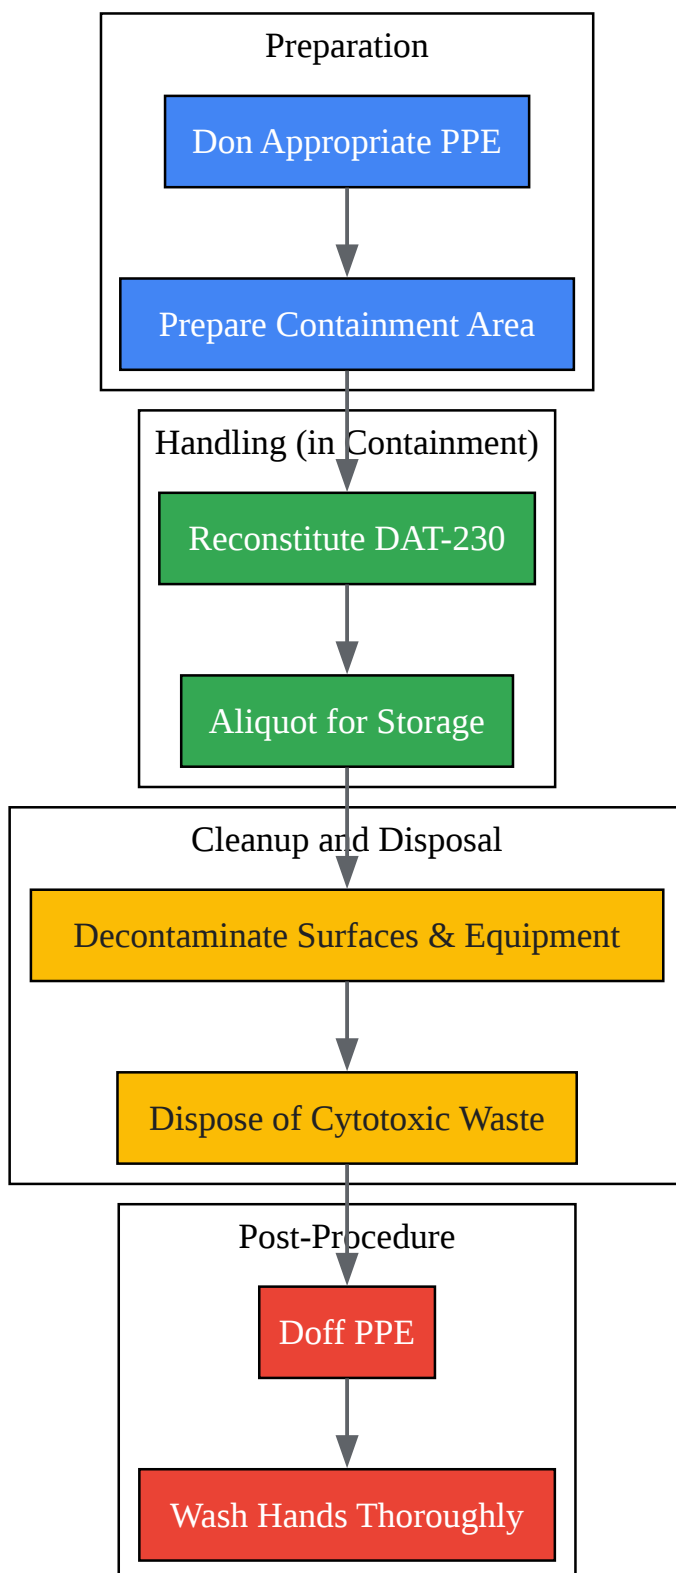 Preparation
Don Appropriate PPE
Prepare Containment Area
Handling (in Containment)
Reconstitute DAT-230
Aliquot for Storage
Cleanup and Disposal
Decontaminate Surfaces & Equipment
Dispose of Cytotoxic Waste
Post-Procedure
Doff PPE
Wash Hands Thoroughly